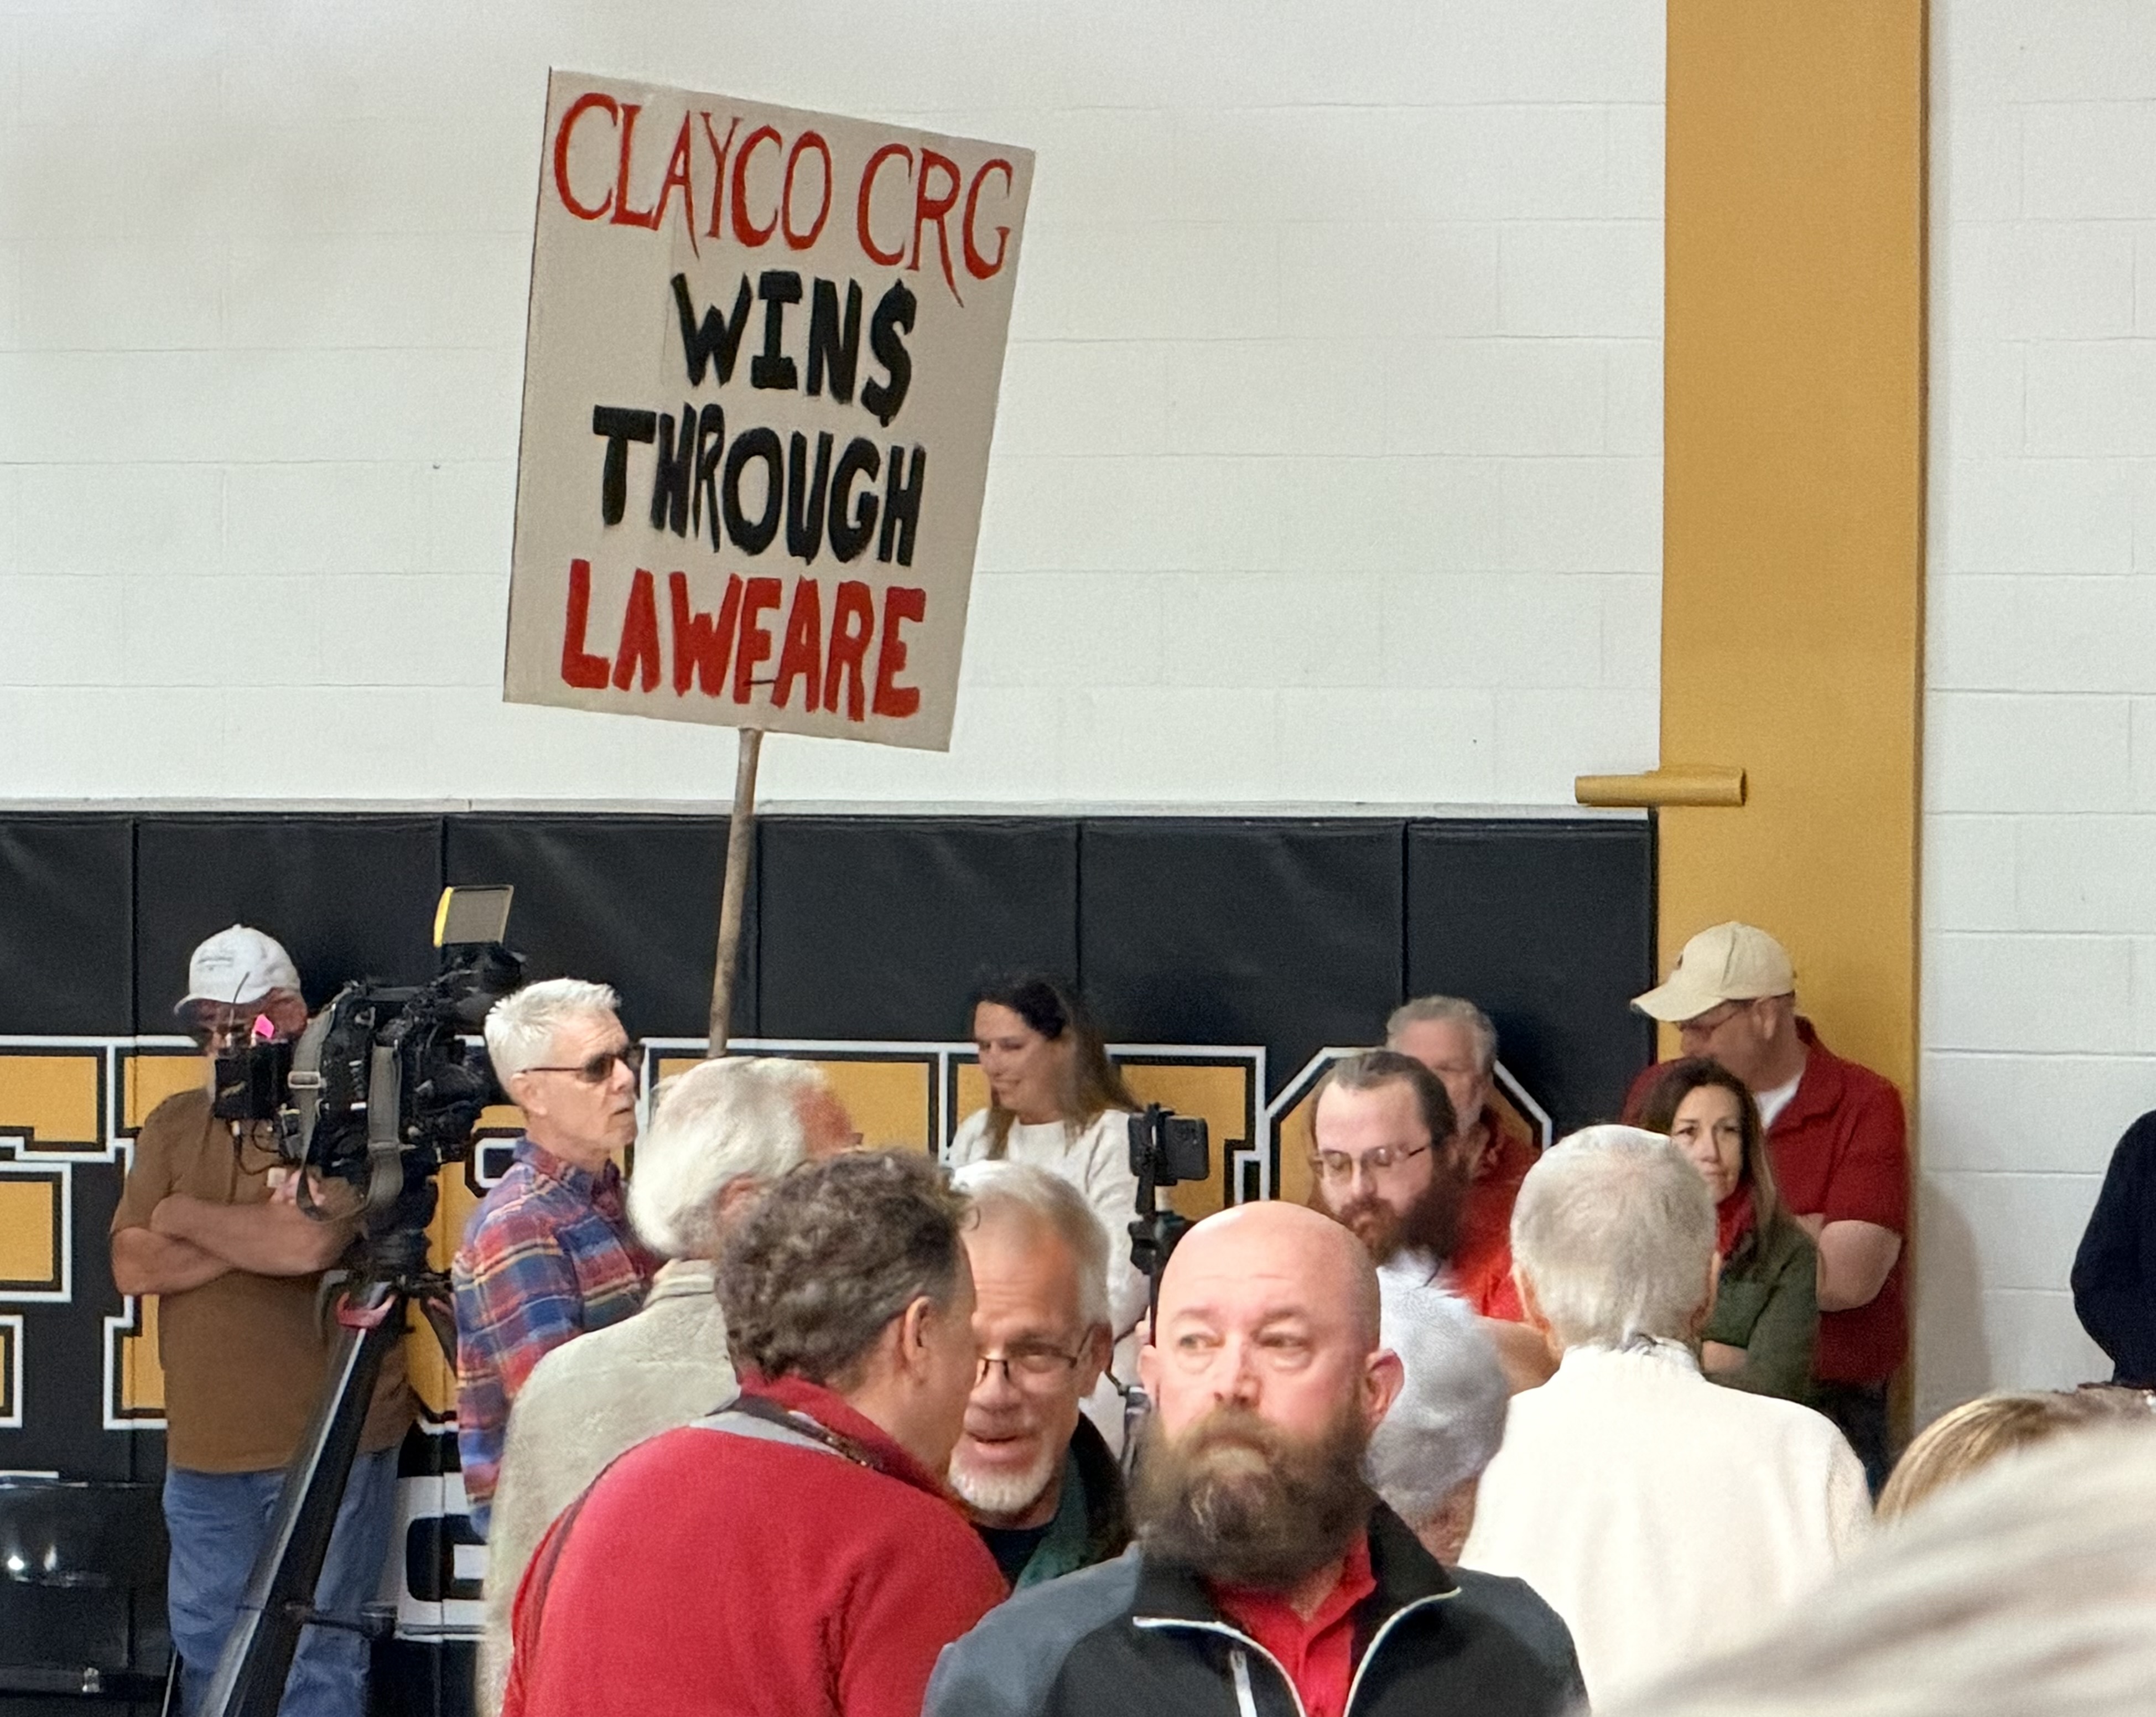 CLAYCO CRG
WIN$
THROUGH
LAWFARE